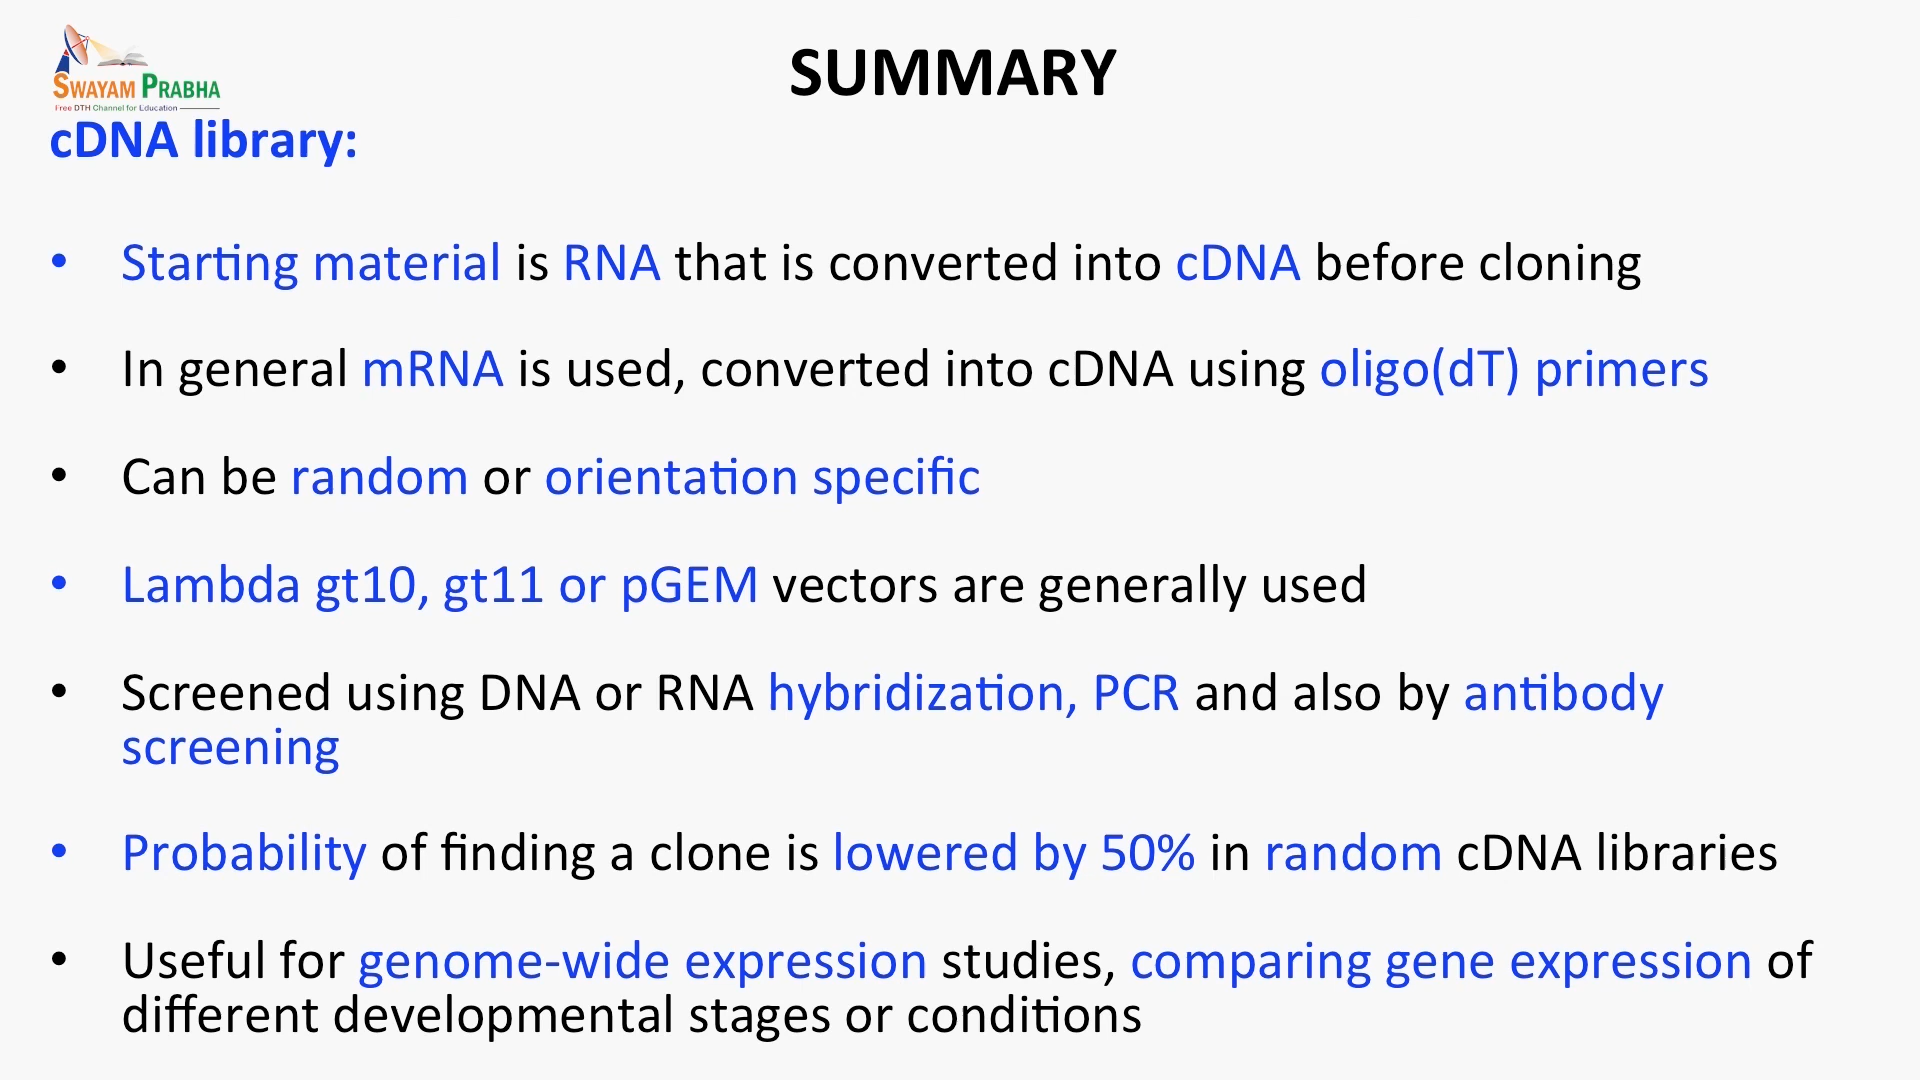 SWAYAM PRABHA
Free DTH Channel for Education
SUMMARY
cDNA library:
• Starting material is RNA that is converted into cDNA before cloning
• In general mRNA is used, converted into cDNA using oligo(dT) primers
• Can be random or orientation specific
• Lambda gt10, gt11 or pGEM vectors are generally used
• Screened using DNA or RNA hybridization, PCR and also by antibody
screening
• Probability of finding a clone is lowered by 50% in random cDNA libraries
• Useful for genome-wide expression studies, comparing gene expression of
different developmental stages or conditions